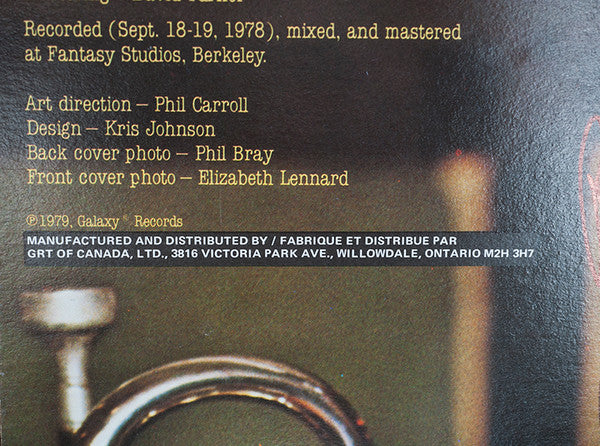 Recorded (Sept. 18-19, 1978), mixed, and mastered
at Fantasy Studios, Berkeley.
Art direction – Phil Carroll
Design – Kris Johnson
Back cover photo – Phil Bray
Front cover photo – Elizabeth Lennard
℗1979, Galaxy® Records
MANUFACTURED AND DISTRIBUTED BY / FABRIQUE ET DISTRIBUE PAR
GRT OF CANADA, LTD., 3816 VICTORIA PARK AVE., WILLOWDALE, ONTARIO M2H 3H7